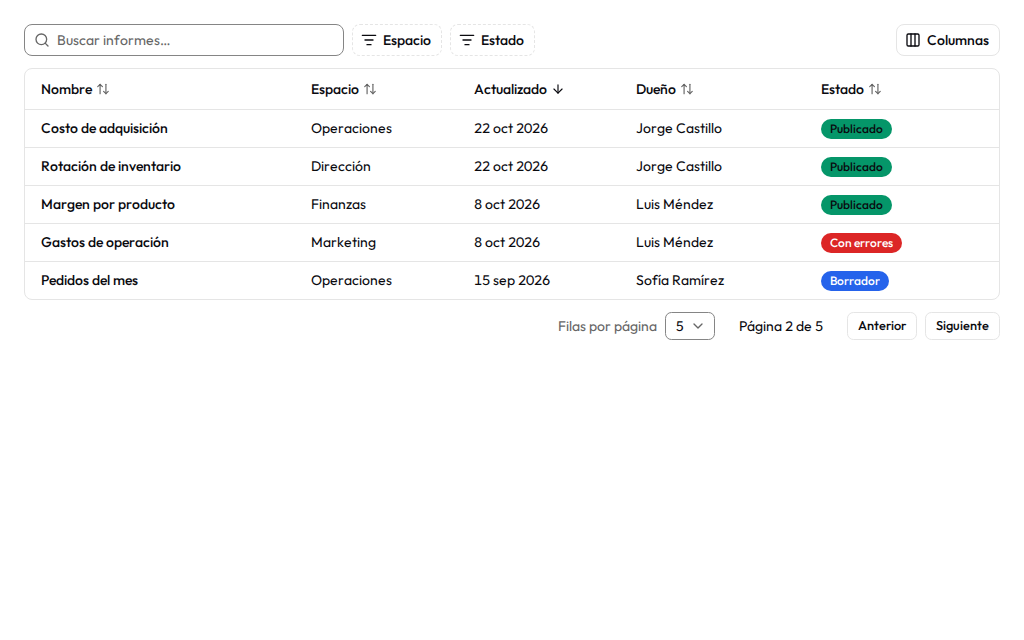 Buscar informes… Espacio Estado Columnas
Nombre Espacio Actualizado Dueño Estado
Costo de adquisición Operaciones 22 oct 2026 Jorge Castillo Publicado
Rotación de inventario Dirección 22 oct 2026 Jorge Castillo Publicado
Margen por producto Finanzas 8 oct 2026 Luis Méndez Publicado
Gastos de operación Marketing 8 oct 2026 Luis Méndez Con errores
Pedidos del mes Operaciones 15 sep 2026 Sofía Ramírez Borrador
Filas por página 5 Página 2 de 5 Anterior Siguiente